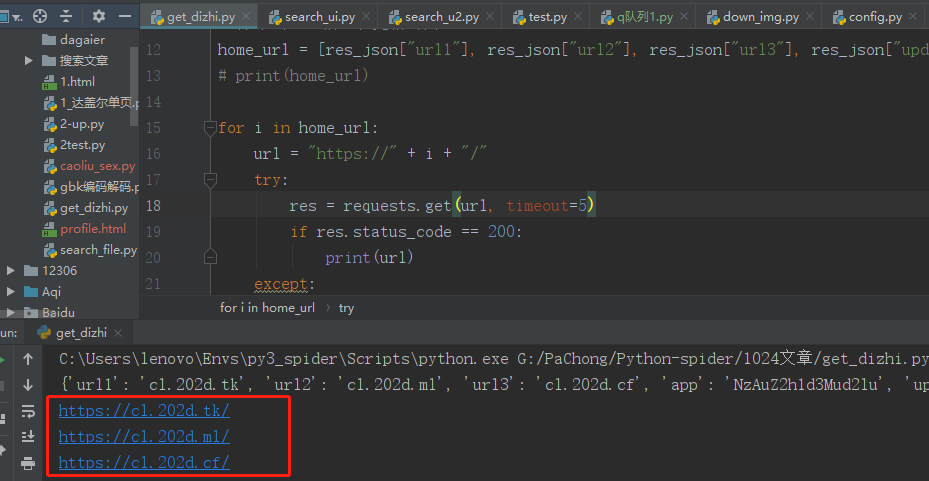 get_dizhi.py
search_ui.py
search_u2.py
test.py
q队列1.py
down_img.py
config.py
dagaier
搜索文章
1.html
1_达盖尔单页.p
2-up.py
2test.py
caoliu_sex.py
gbk编码解码.p
get_dizhi.py
profile.html
search_file.py
12306
Aqi
Baidu
12 home_url = [res_json["url1"], res_json["url2"], res_json["url3"], res_json["upd
13 # print(home_url)
14
15 for i in home_url:
16 url = "https://" + i + "/"
17 try:
18 res = requests.get(url, timeout=5)
19 if res.status_code == 200:
20 print(url)
21 except:
for i in home_url › try
un: get_dizhi
C:\Users\lenovo\Envs\py3_spider\Scripts\python.exe G:/PaChong/Python-spider/1024文章/get_dizhi.py
{'url1': 'cl.202d.tk', 'url2': 'cl.202d.ml', 'url3': 'cl.202d.cf', 'app': 'NzAuZ2h1d3Mud2lu', 'up
https://cl.202d.tk/
https://cl.202d.ml/
https://cl.202d.cf/